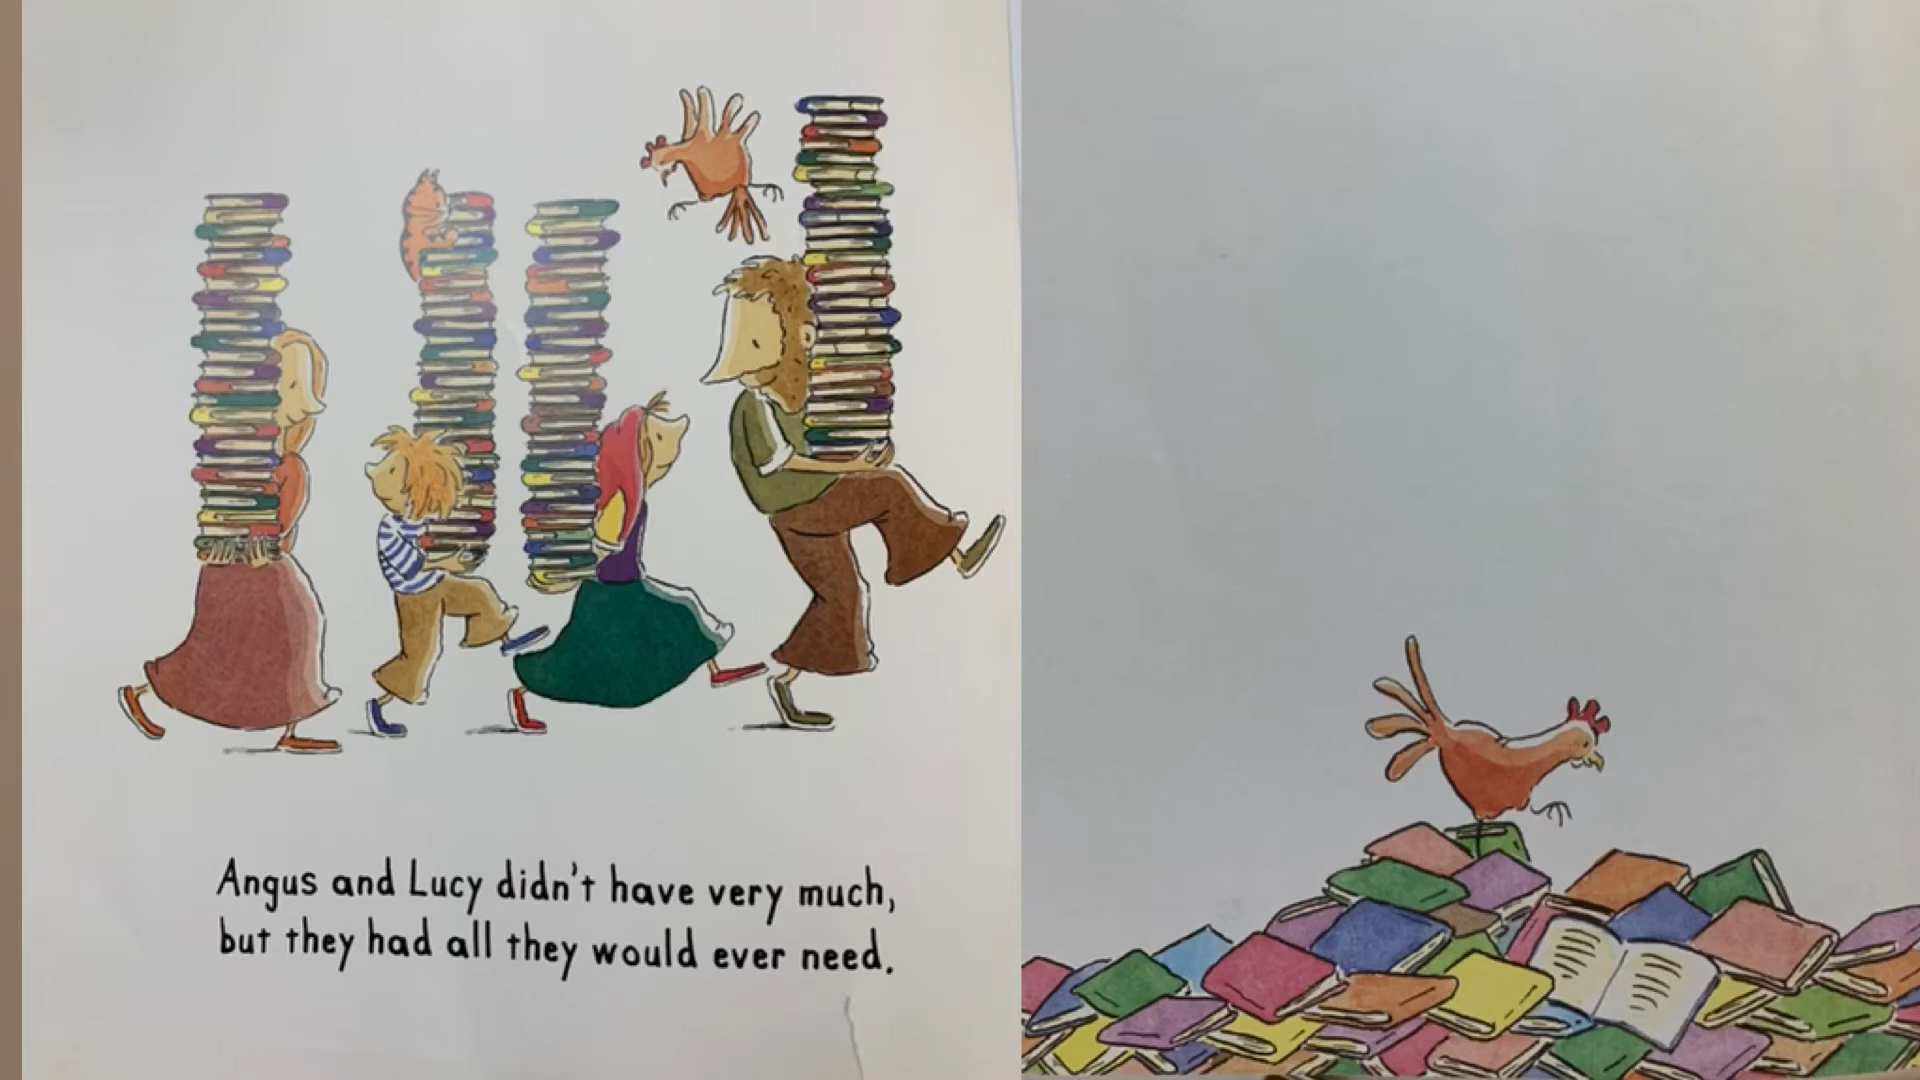 Angus and Lucy didn't have very much,
but they had all they would ever need.